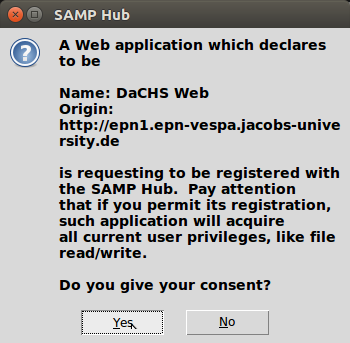 SAMP Hub
A Web application which declares
to be
Name: DaCHS Web
Origin:
http://epn1.epn-vespa.jacobs-unive
rsity.de
is requesting to be registered with
the SAMP Hub.  Pay attention
that if you permit its registration,
such application will acquire
all current user privileges, like file
read/write.
Do you give your consent?
Yes
No